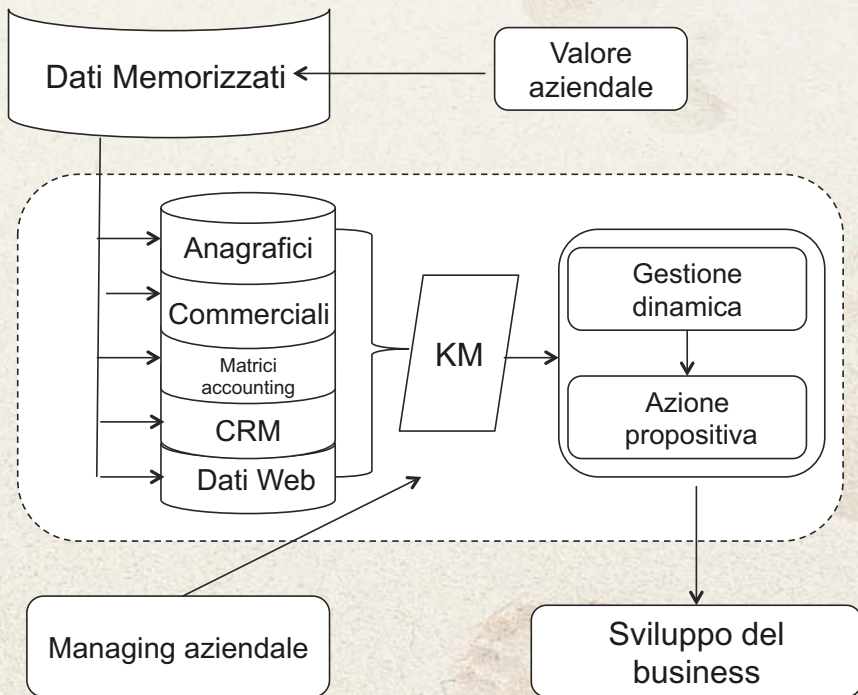 Dati Memorizzati
Valore
aziendale
Anagrafici
Commerciali
Matrici
accounting
CRM
Dati Web
KM
Gestione
dinamica
Azione
propositiva
Managing aziendale
Sviluppo del
business